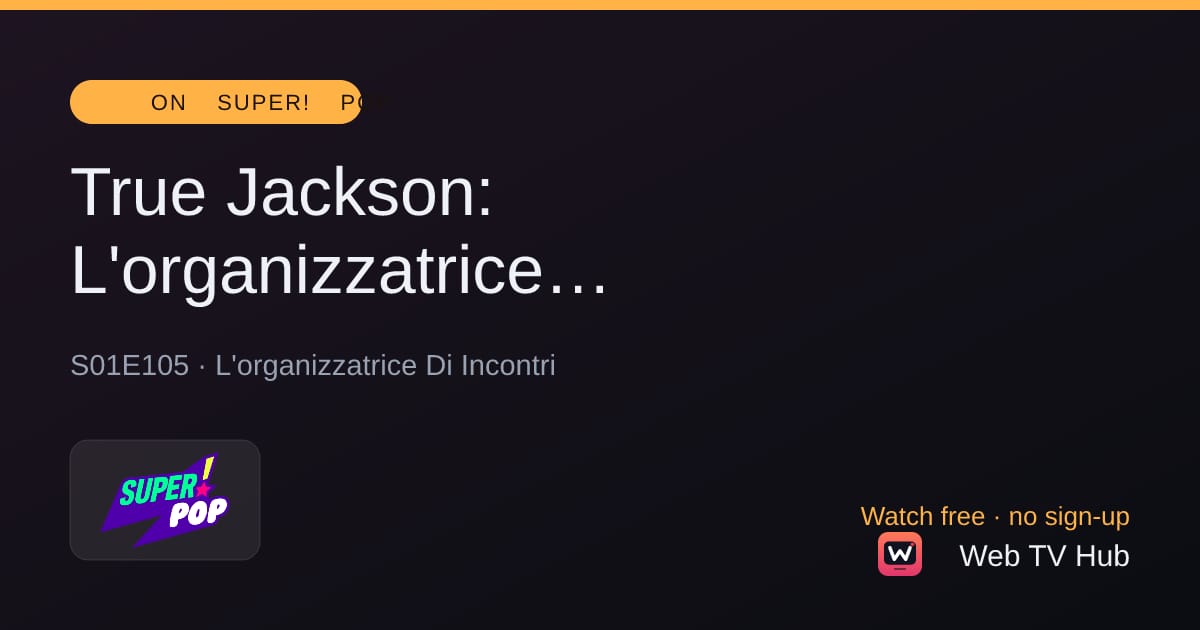 ON SUPER! POP
True Jackson:
L'organizzatrice…
S01E105 · L'organizzatrice Di Incontri
SUPER!
POP
Watch free · no sign-up
W
Web TV Hub